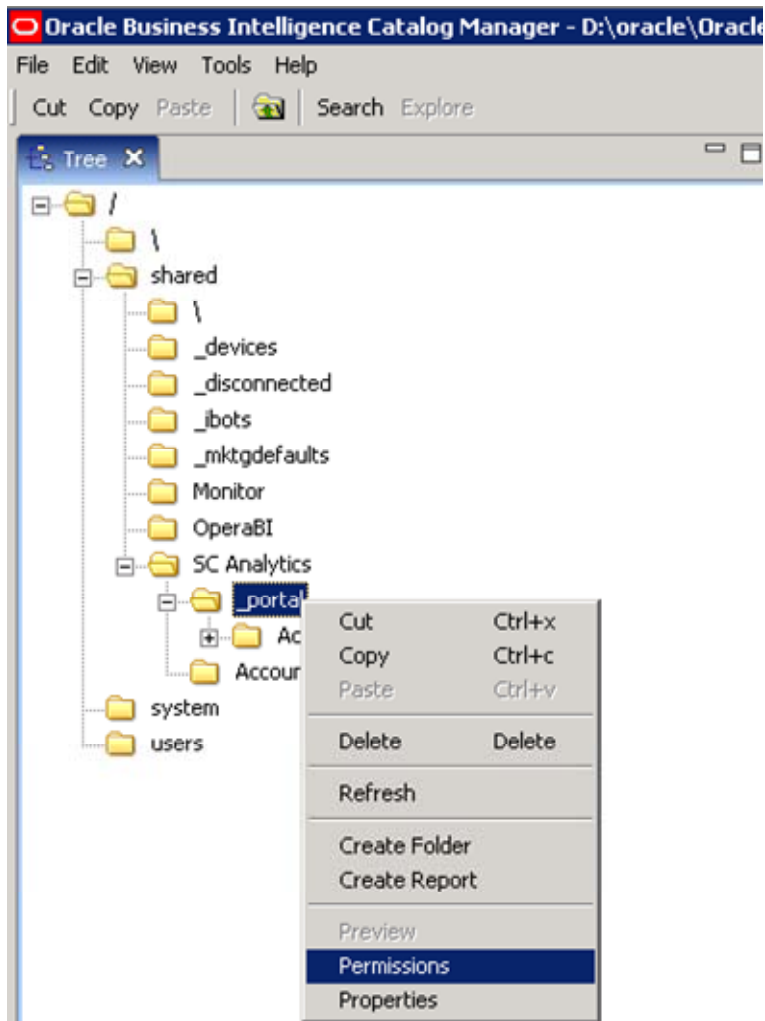 Oracle Business Intelligence Catalog Manager - D:\oracle\Oracle
File Edit View Tools Help
Cut Copy Paste Search Explore
Tree
/
\
shared
\
_devices
_disconnected
_ibots
_mktgdefaults
Monitor
OperaBI
SC Analytics
_portal
Ac
Accour
system
users
Cut Ctrl+x
Copy Ctrl+c
Paste Ctrl+v
Delete Delete
Refresh
Create Folder
Create Report
Preview
Permissions
Properties